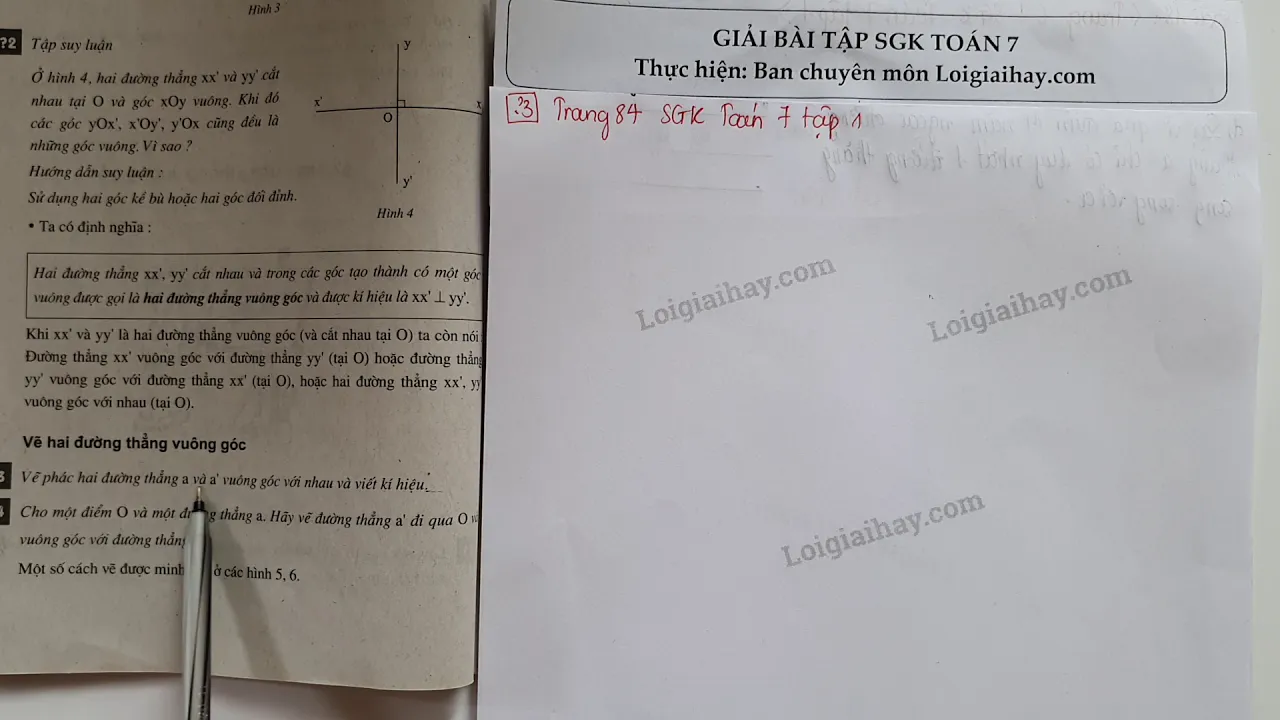 Hình 3
?2 Tập suy luận
Ở hình 4, hai đường thẳng xx' và yy' cắt
nhau tại O và góc xOy vuông. Khi đó
các góc yOx', x'Oy', y'Ox cũng đều là
những góc vuông. Vì sao ?
Hướng dẫn suy luận :
Sử dụng hai góc kề bù hoặc hai góc đối đỉnh.
y
x'
x
O
y'
Hình 4
• Ta có định nghĩa :
Hai đường thẳng xx', yy' cắt nhau và trong các góc tạo thành có một góc
vuông được gọi là hai đường thẳng vuông góc và được kí hiệu là xx' ⊥ yy'.
Khi xx' và yy' là hai đường thẳng vuông góc (và cắt nhau tại O) ta còn nói
Đường thẳng xx' vuông góc với đường thẳng yy' (tại O) hoặc đường thẳng
yy' vuông góc với đường thẳng xx' (tại O), hoặc hai đường thẳng xx', yy
vuông góc với nhau (tại O).
Vẽ hai đường thẳng vuông góc
3 Vẽ phác hai đường thẳng a và a' vuông góc với nhau và viết kí hiệu.
4 Cho một điểm O và một đường thẳng a. Hãy vẽ đường thẳng a' đi qua O
vuông góc với đường thẳng
Một số cách vẽ được minh ở các hình 5, 6.
GIẢI BÀI TẬP SGK TOÁN 7
Thực hiện: Ban chuyên môn Loigiaihay.com
?3 Trang 84 SGK Toán 7 tập 1
Loigiaihay.com
Loigiaihay.com
Loigiaihay.com